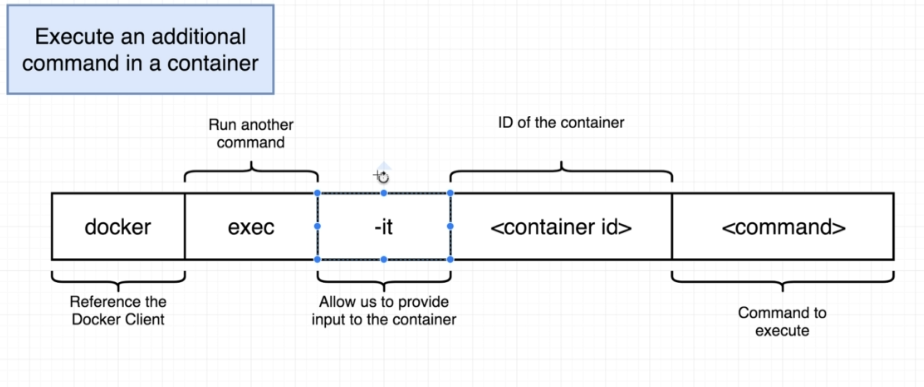 Execute an additional
command in a container
Run another
command
ID of the container
docker
exec
-it
<container id>
<command>
Reference the
Docker Client
Allow us to provide
input to the container
Command to
execute